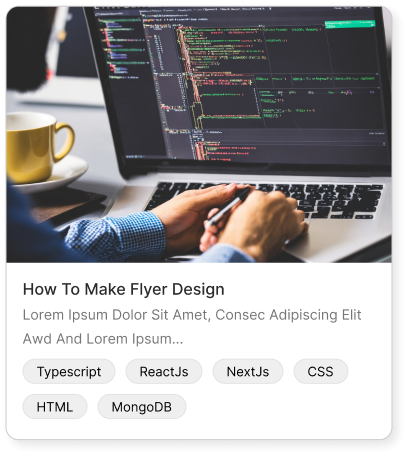 How To Make Flyer Design
Lorem Ipsum Dolor Sit Amet, Consec Adipiscing Elit
Awd And Lorem Ipsum...
Typescript ReactJs NextJs CSS
HTML MongoDB